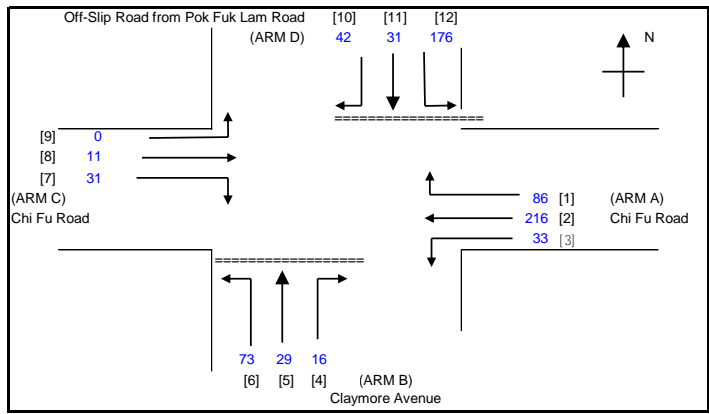 Off-Slip Road from Pok Fuk Lam Road [10] [11] [12]
(ARM D) 42 31 176 N
[9] 0
[8] 11
[7] 31
(ARM C) 86 [1] (ARM A)
Chi Fu Road 216 [2] Chi Fu Road
33 [3]
73 29 16
[6] [5] [4] (ARM B)
Claymore Avenue